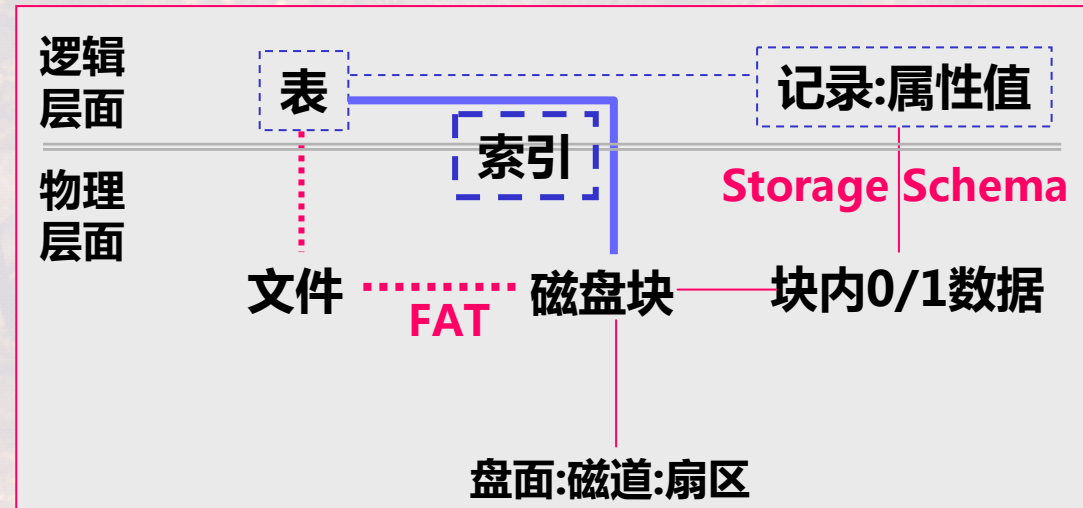 逻辑
层面
表
记录:属性值
索引
物理
层面
Storage Schema
文件
磁盘块
块内0/1数据
FAT
盘面:磁道:扇区